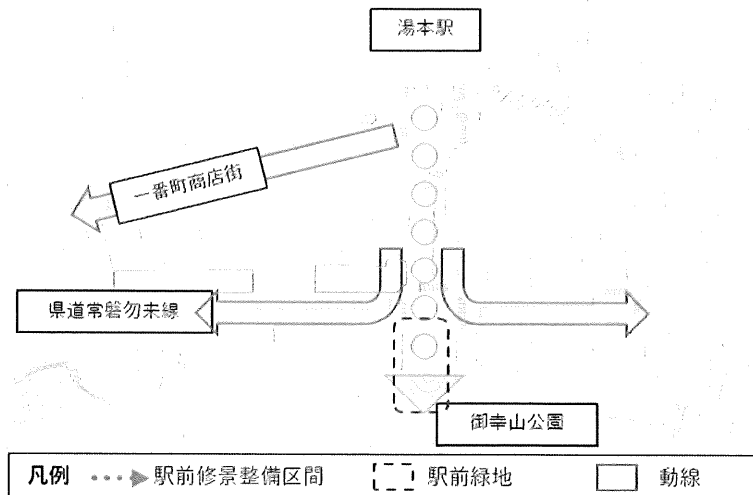 湯本駅
一番町商店街
県道常磐勿来線
御幸山公園
凡例 駅前修景整備区間 駅前緑地 動線